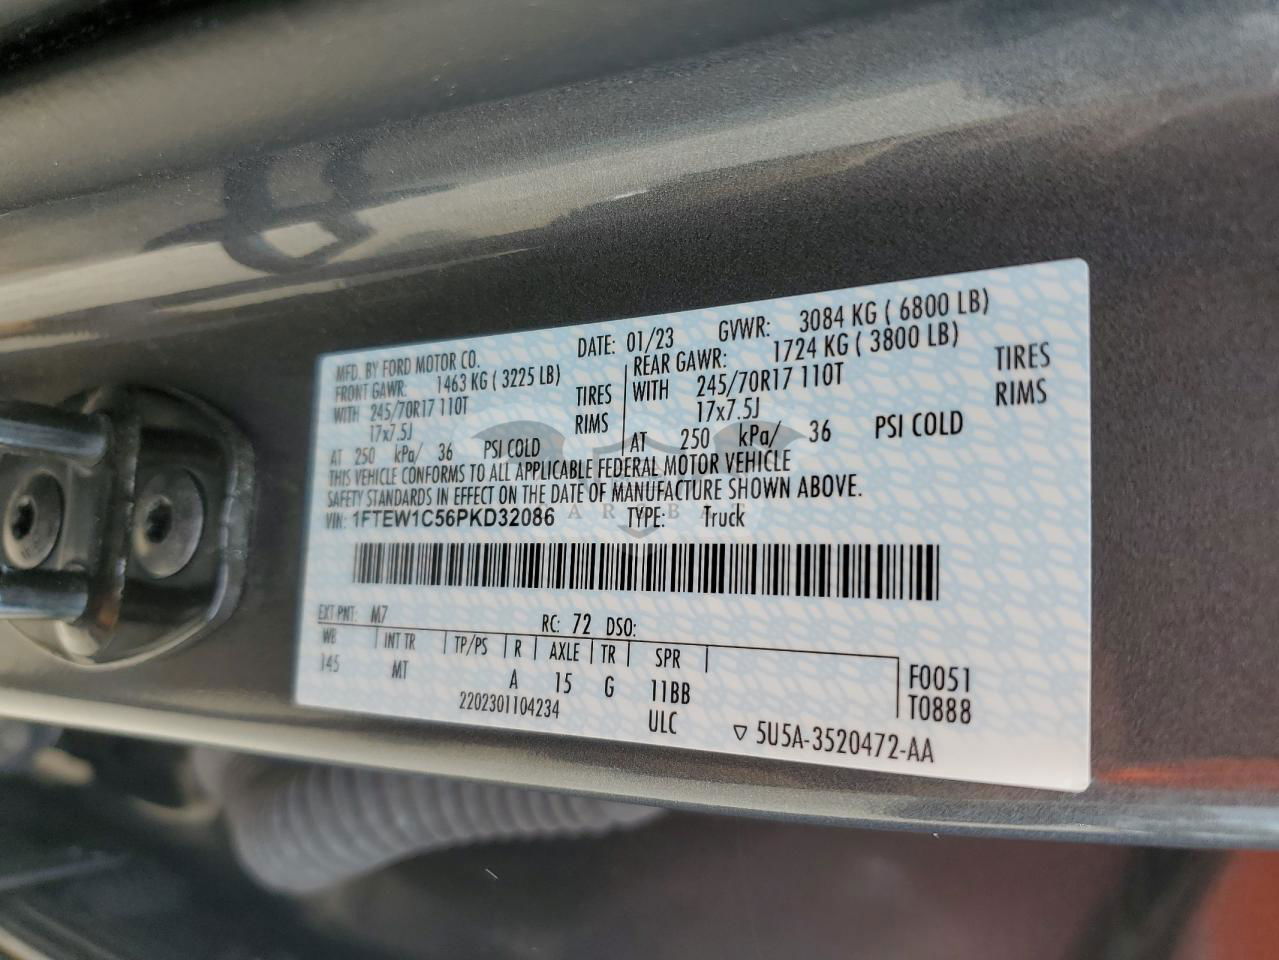 MFD. BY FORD MOTOR CO. DATE: 01/23 GVWR: 3084 KG ( 6800 LB)
FRONT GAWR: 1463 KG ( 3225 LB) REAR GAWR: 1724 KG ( 3800 LB)
WITH 245/70R17 110T TIRES WITH 245/70R17 110T TIRES
17x7.5J RIMS 17x7.5J RIMS
AT 250 kPa/ 36 PSI COLD AT 250 kPa/ 36 PSI COLD
THIS VEHICLE CONFORMS TO ALL APPLICABLE FEDERAL MOTOR VEHICLE
SAFETY STANDARDS IN EFFECT ON THE DATE OF MANUFACTURE SHOWN ABOVE.
VIN: 1FTEW1C56PKD32086 TYPE: Truck
EXT PNT: M7 RC: 72 DSO:
WB INT TR TP/PS R AXLE TR SPR
145 MT A 15 G 11BB
F0051
T0888
2202301104234 ULC ▽ 5U5A-3520472-AA